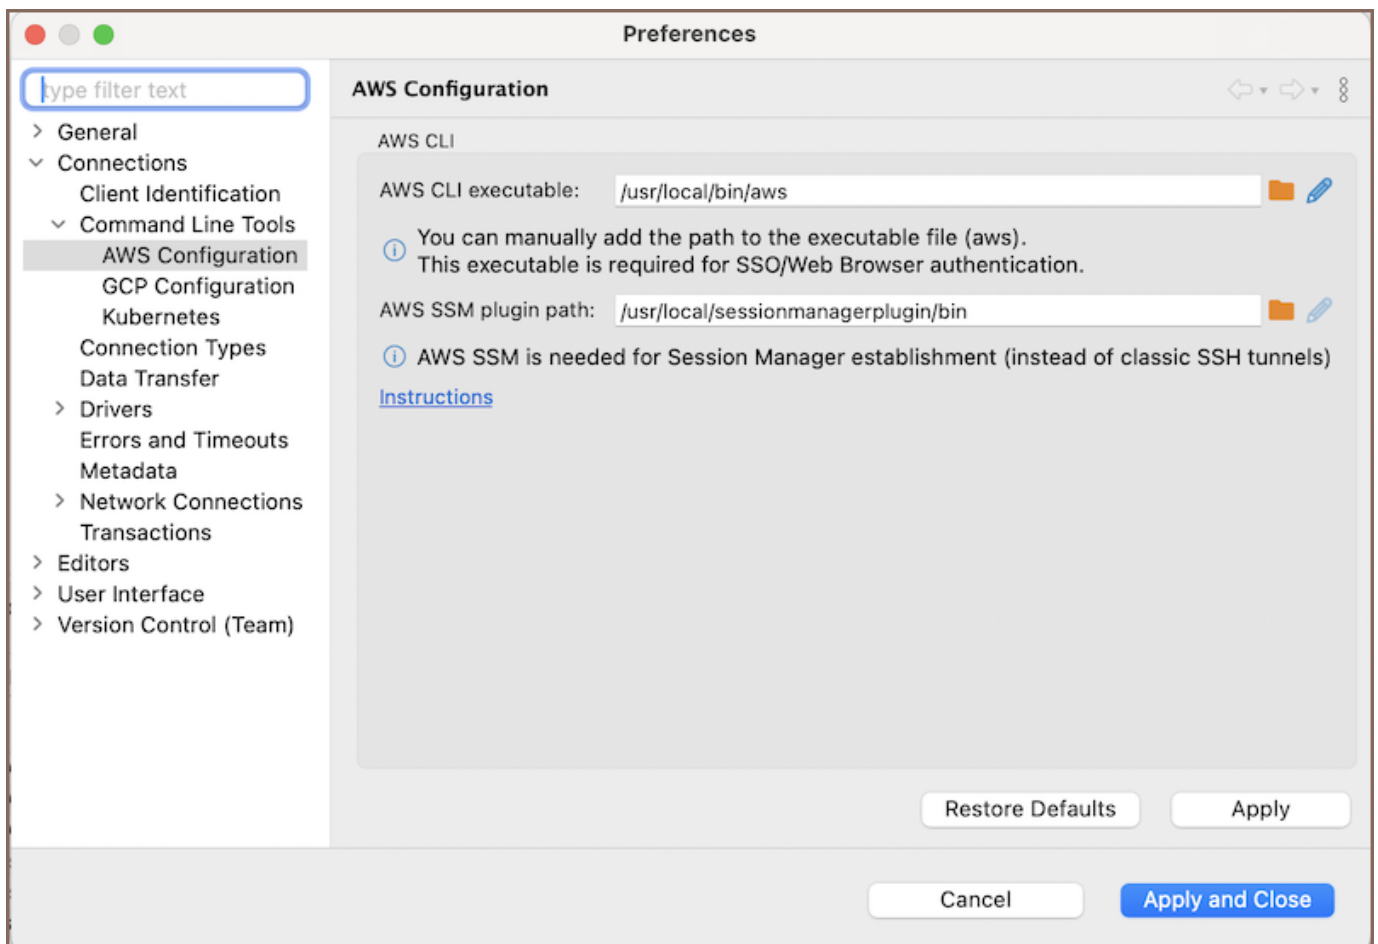 Preferences
type filter text
General
Connections
Client Identification
Command Line Tools
AWS Configuration
GCP Configuration
Kubernetes
Connection Types
Data Transfer
Drivers
Errors and Timeouts
Metadata
Network Connections
Transactions
Editors
User Interface
Version Control (Team)
AWS Configuration
AWS CLI
AWS CLI executable: /usr/local/bin/aws
You can manually add the path to the executable file (aws).
This executable is required for SSO/Web Browser authentication.
AWS SSM plugin path: /usr/local/sessionmanagerplugin/bin
AWS SSM is needed for Session Manager establishment (instead of classic SSH tunnels)
Instructions
Restore Defaults Apply
Cancel Apply and Close